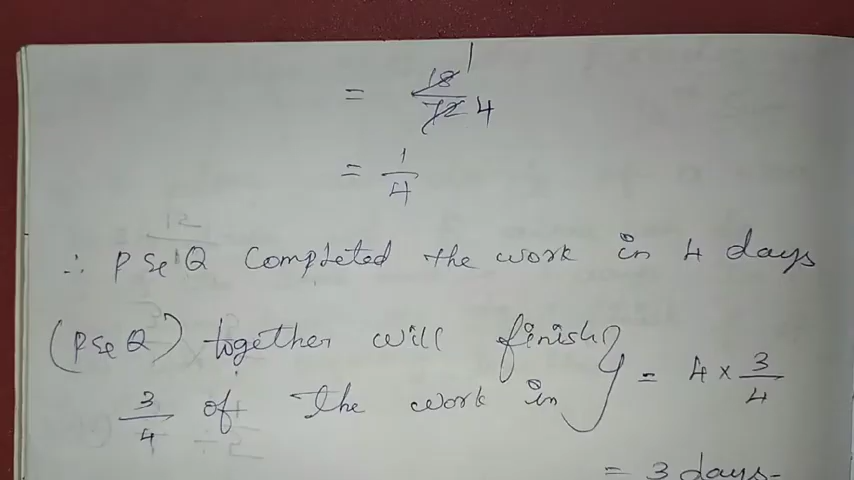 = 18/72 1 4
= 1/4
∴ P & Q Completed the work in 4 days
(P & Q) together will finish
3/4 of the work in } = 4 × 3/4
= 3 days-